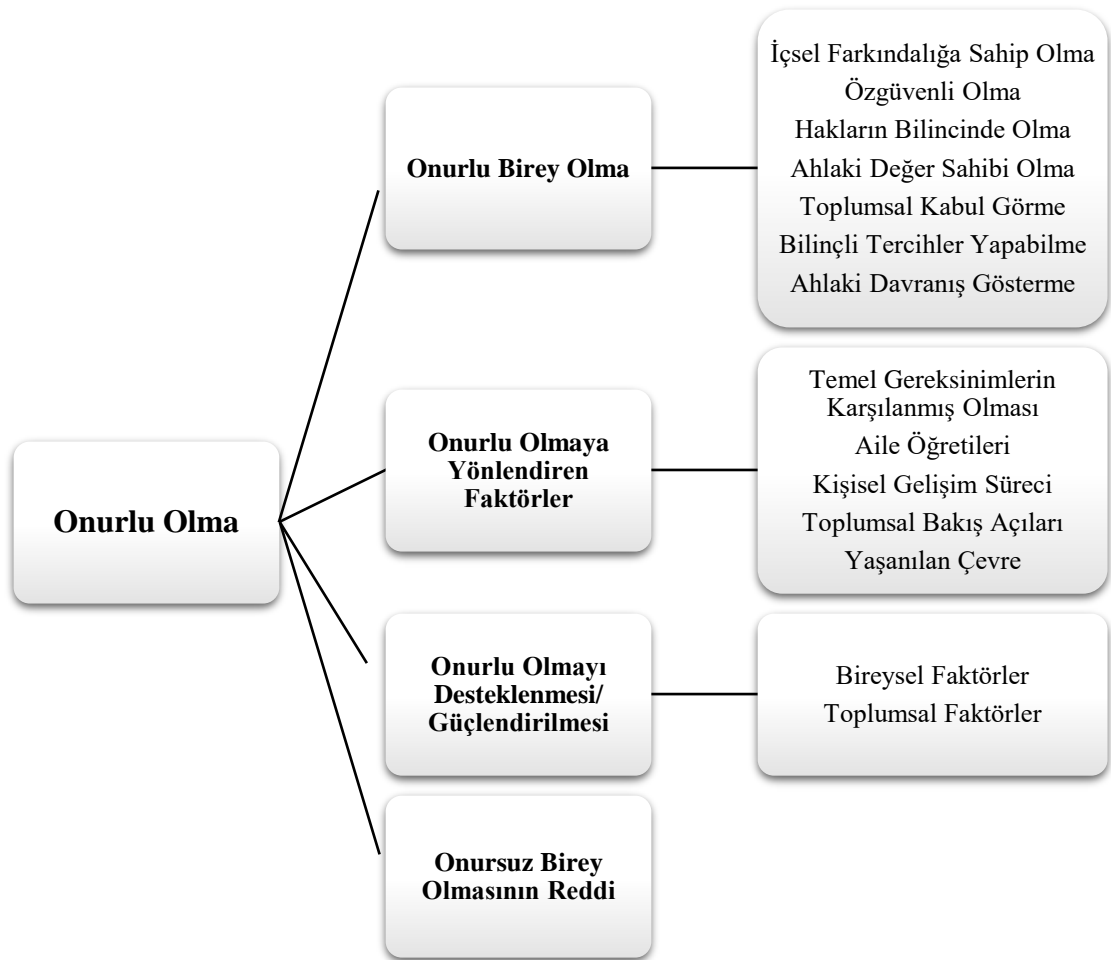 Onurlu Olma
Onurlu Birey Olma
İçsel Farkındalığa Sahip Olma
Özgüvenli Olma
Hakların Bilincinde Olma
Ahlaki Değer Sahibi Olma
Toplumsal Kabul Görme
Bilinçli Tercihler Yapabilme
Ahlaki Davranış Gösterme
Onurlu Olmaya
Yönlendiren
Faktörler
Temel Gereksinimlerin
Karşılanmış Olması
Aile Öğretileri
Kişisel Gelişim Süreci
Toplumsal Bakış Açıları
Yaşanılan Çevre
Onurlu Olmayı
Desteklenmesi/
Güçlendirilmesi
Bireysel Faktörler
Toplumsal Faktörler
Onursuz Birey
Olmasının Reddi